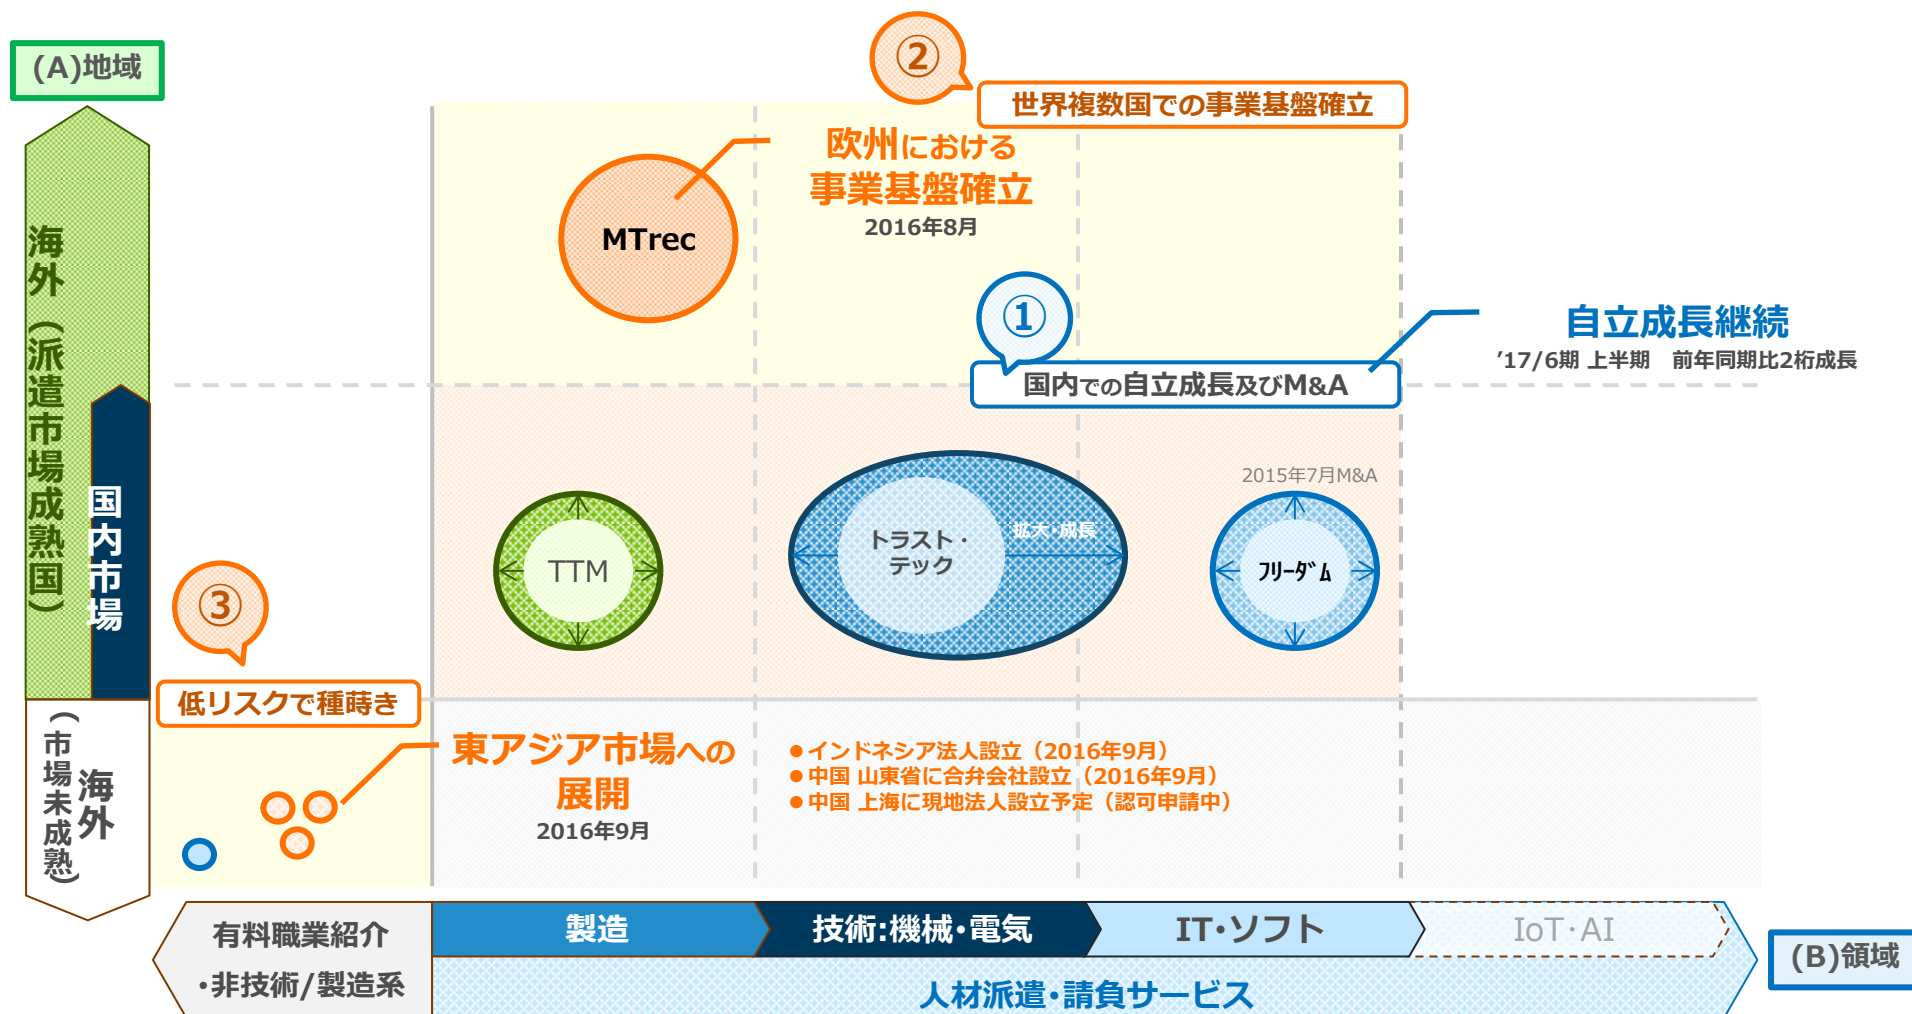 (A)地域
②
世界複数国での事業基盤確立
欧州における
事業基盤確立
2016年8月
MTrec
①
国内での自立成長及びM&A
自立成長継続
’17/6期 上半期　前年同期比2桁成長
海外（派遣市場成熟国）
国内市場
2015年7月M&A
TTM
トラスト・
テック
拡大・成長
ﾌﾘｰﾀﾞﾑ
③
低リスクで種蒔き
海外
（市場未成熟）
東アジア市場への
展開
2016年9月
●インドネシア法人設立（2016年9月）
●中国 山東省に合弁会社設立（2016年9月）
●中国 上海に現地法人設立予定（認可申請中）
有料職業紹介
・非技術/製造系
製造
技術:機械・電気
IT・ソフト
IoT・AI
人材派遣・請負サービス
(B)領域